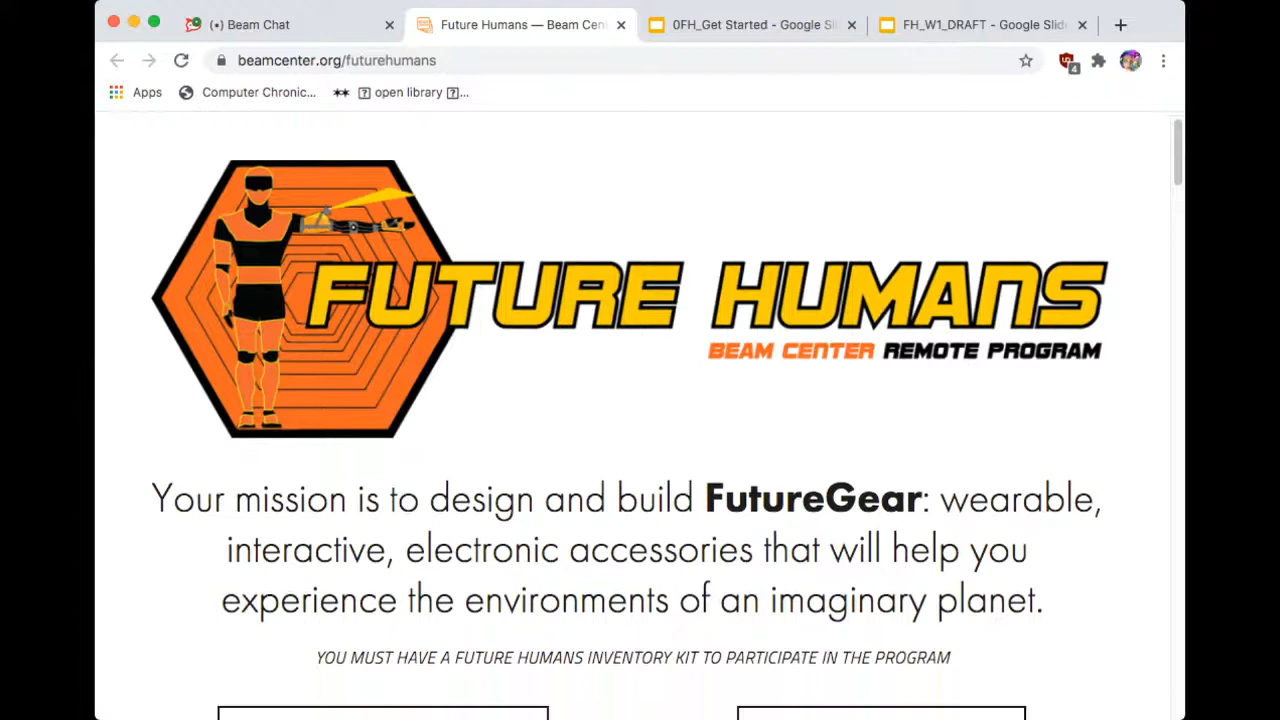 (•) Beam Chat
Future Humans — Beam Cen
0FH_Get Started - Google Sli
FH_W1_DRAFT - Google Slide
beamcenter.org/futurehumans
4
Apps
Computer Chronic...
open library
...
FUTURE HUMANS
BEAM CENTER REMOTE PROGRAM
Your mission is to design and build FutureGear: wearable,
interactive, electronic accessories that will help you
experience the environments of an imaginary planet.
YOU MUST HAVE A FUTURE HUMANS INVENTORY KIT TO PARTICIPATE IN THE PROGRAM